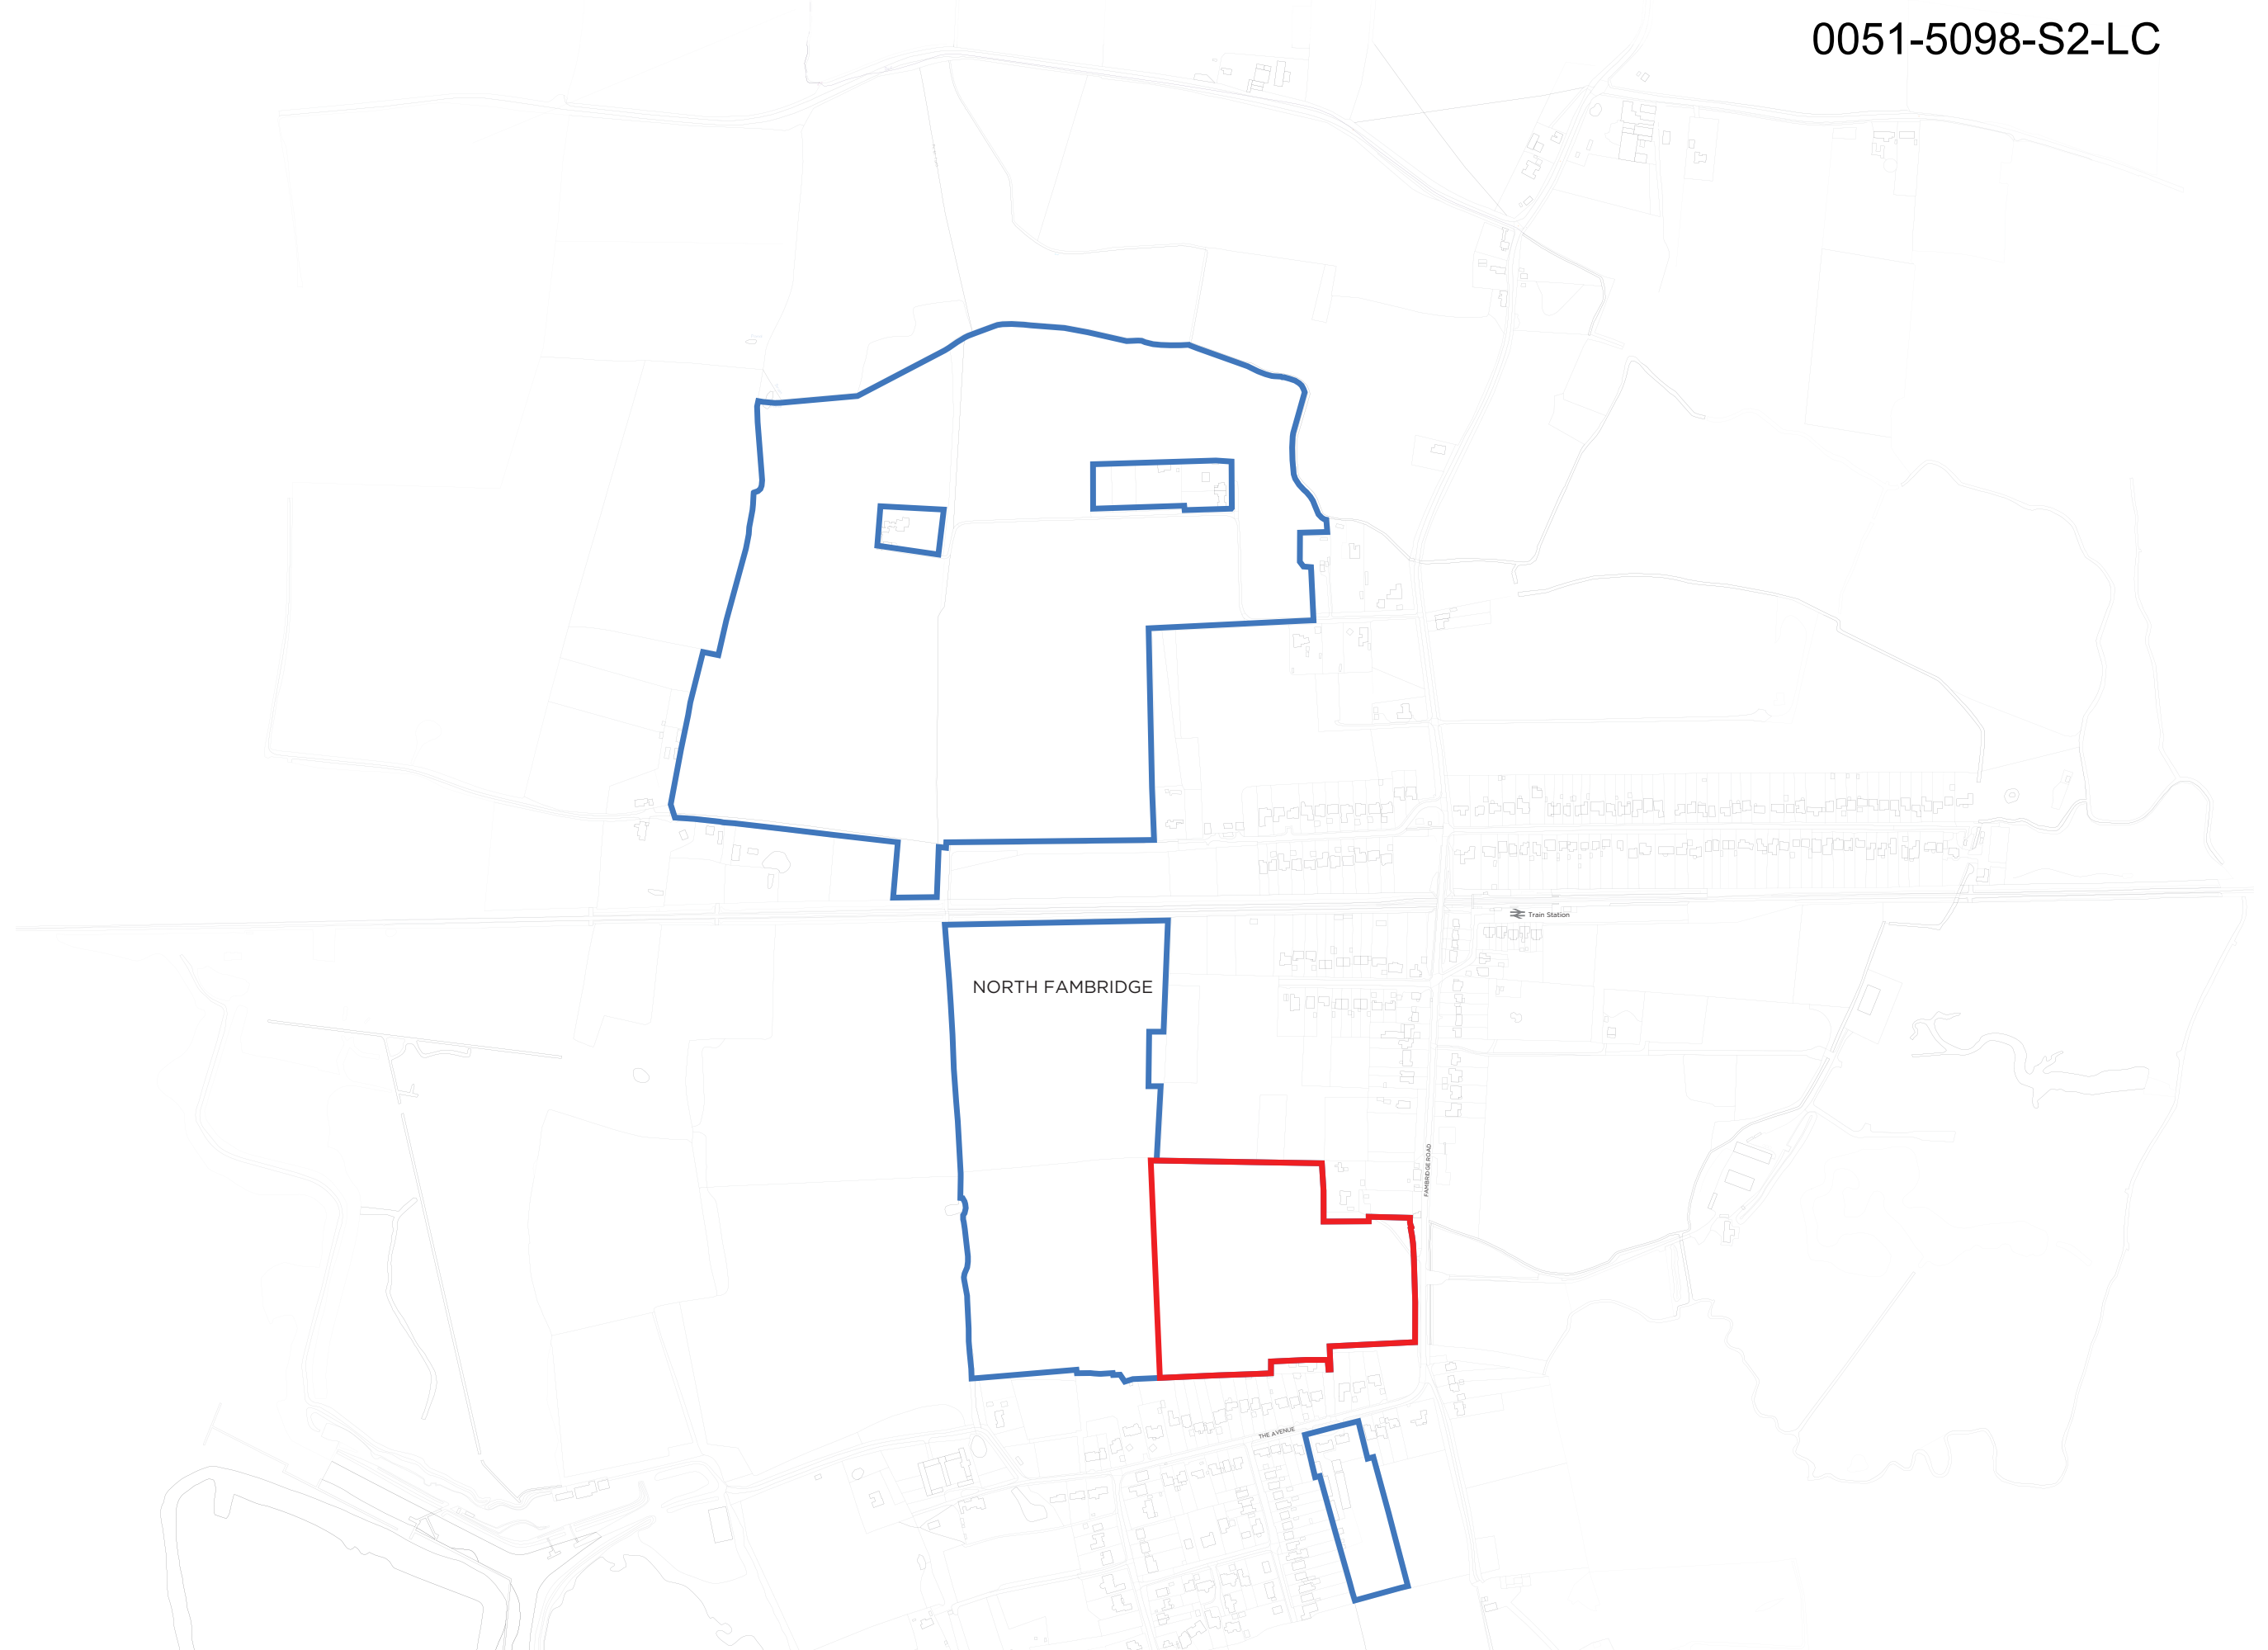 0051-5098-S2-LC
Train Station
NORTH FAMBRIDGE
FAMBRIDGE ROAD
THE AVENUE